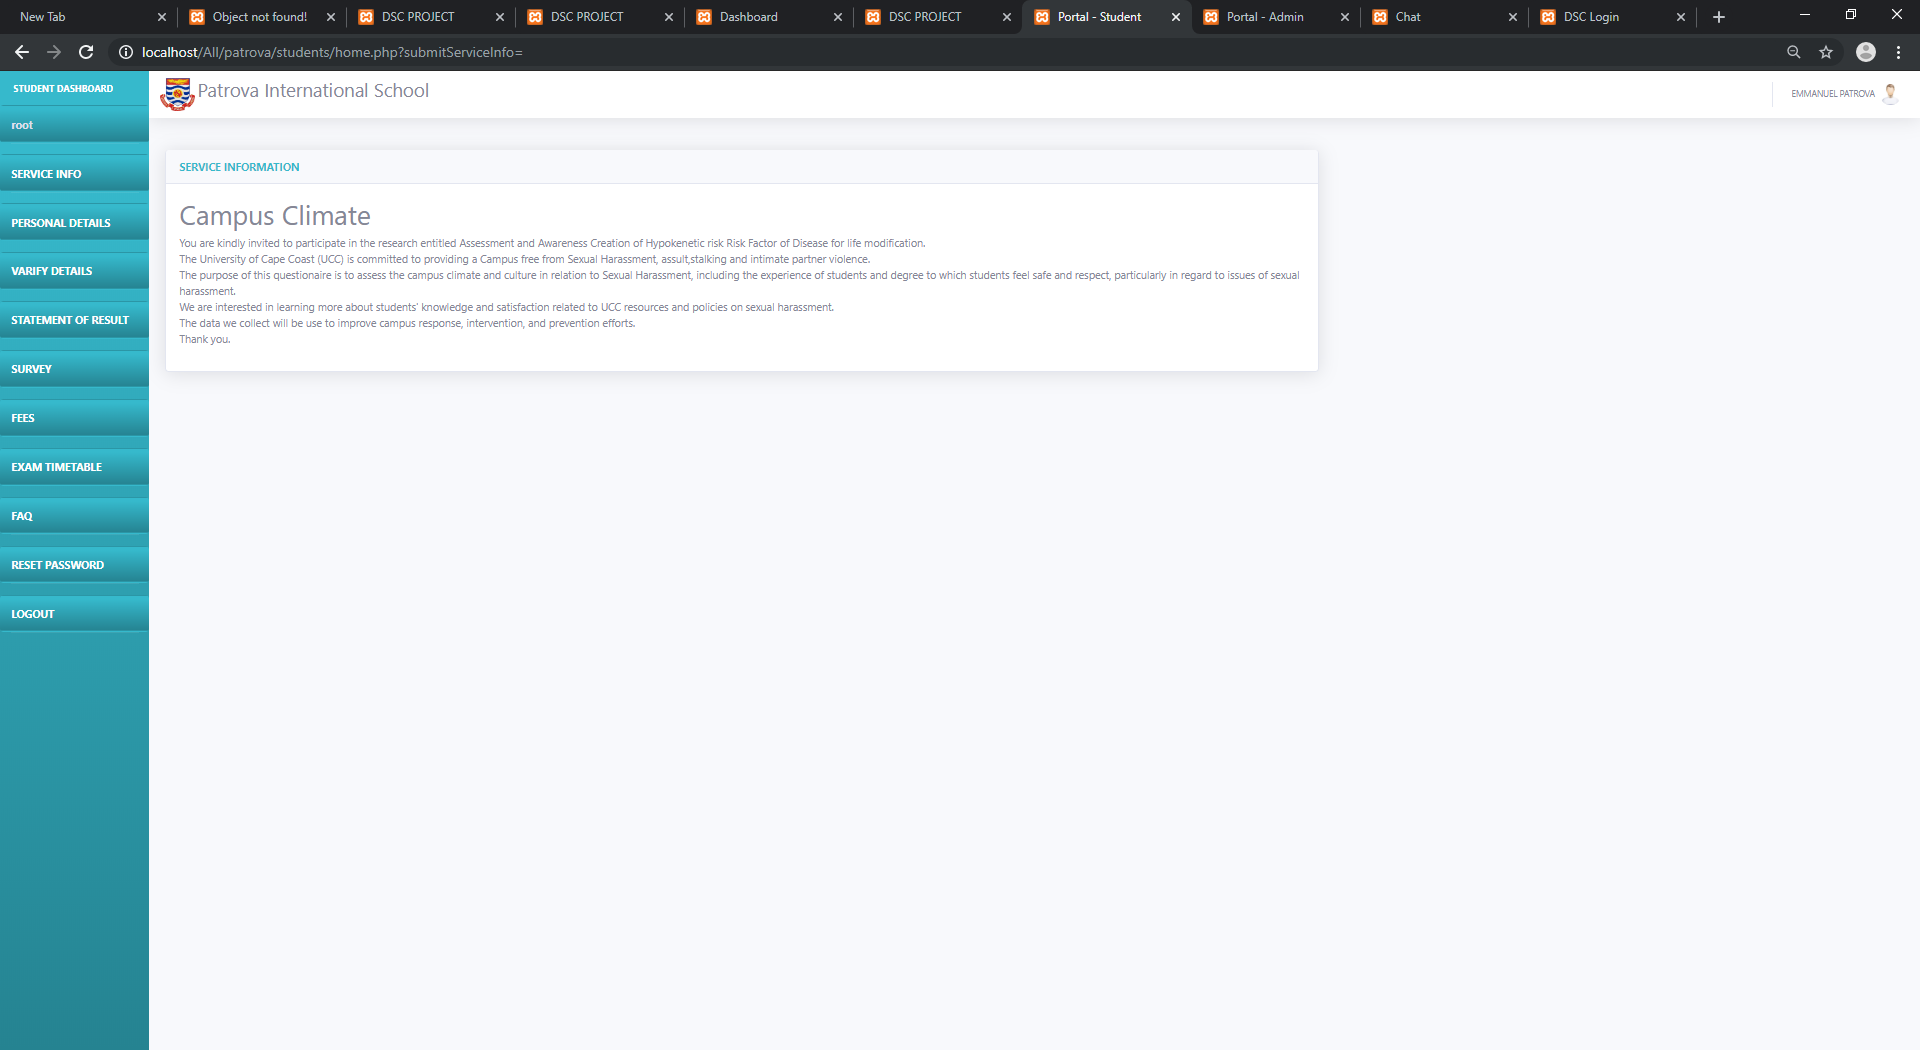 New Tab
Object not found!
DSC PROJECT
DSC PROJECT
Dashboard
DSC PROJECT
Portal - Student
Portal - Admin
Chat
DSC Login
localhost/All/patrova/students/home.php?submitServiceInfo=
STUDENT DASHBOARD
root
SERVICE INFO
PERSONAL DETAILS
VARIFY DETAILS
STATEMENT OF RESULT
SURVEY
FEES
EXAM TIMETABLE
FAQ
RESET PASSWORD
LOGOUT
Patrova International School
EMMANUEL PATROVA
SERVICE INFORMATION
Campus Climate
You are kindly invited to participate in the research entitled Assessment and Awareness Creation of Hypokenetic risk Risk Factor of Disease for life modification.
The University of Cape Coast (UCC) is committed to providing a Campus free from Sexual Harassment, assult,stalking and intimate partner violence.
The purpose of this questionaire is to assess the campus climate and culture in relation to Sexual Harassment, including the experience of students and degree to which students feel safe and respect, particularly in regard to issues of sexual
harassment.
We are interested in learning more about students' knowledge and satisfaction related to UCC resources and policies on sexual harassment.
The data we collect will be use to improve campus response, intervention, and prevention efforts.
Thank you.